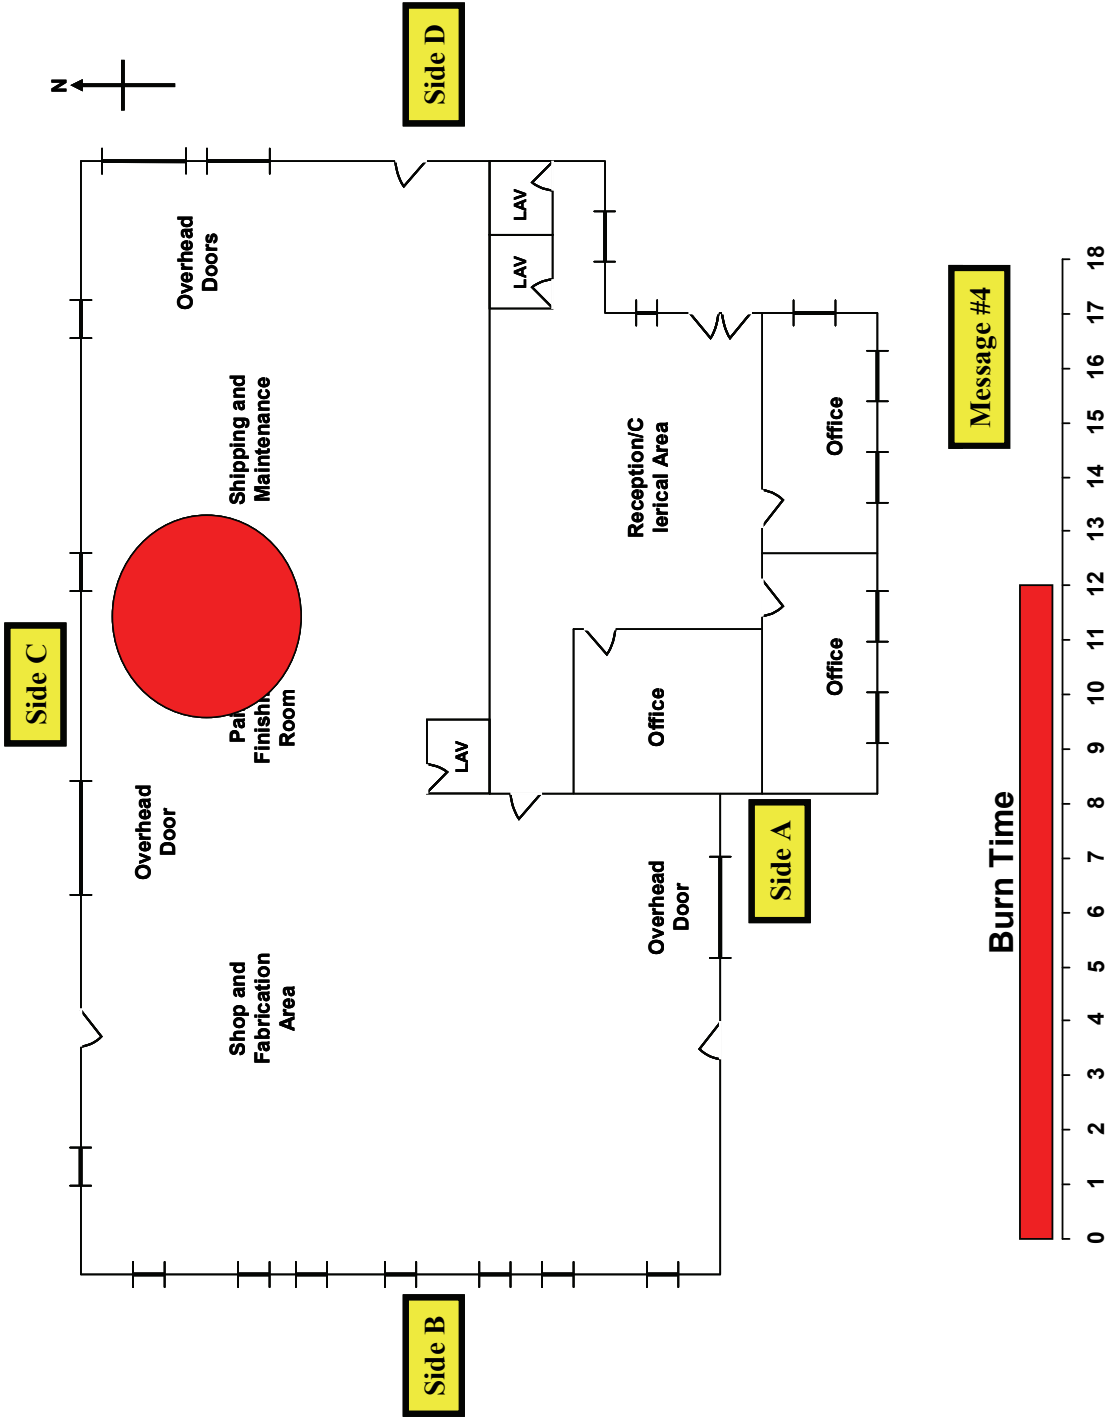 Side C
N
Overhead
Door
Overhead
Doors
Shop and
Fabrication
Area
Pai
Finishi
Room
Shipping and
Maintenance
Side B
Side D
LAV
LAV
LAV
Overhead
Door
Office
Reception/C
lerical Area
Side A
Office
Office
Message #4
Burn Time
0 1 2 3 4 5 6 7 8 9 10 11 12 13 14 15 16 17 18